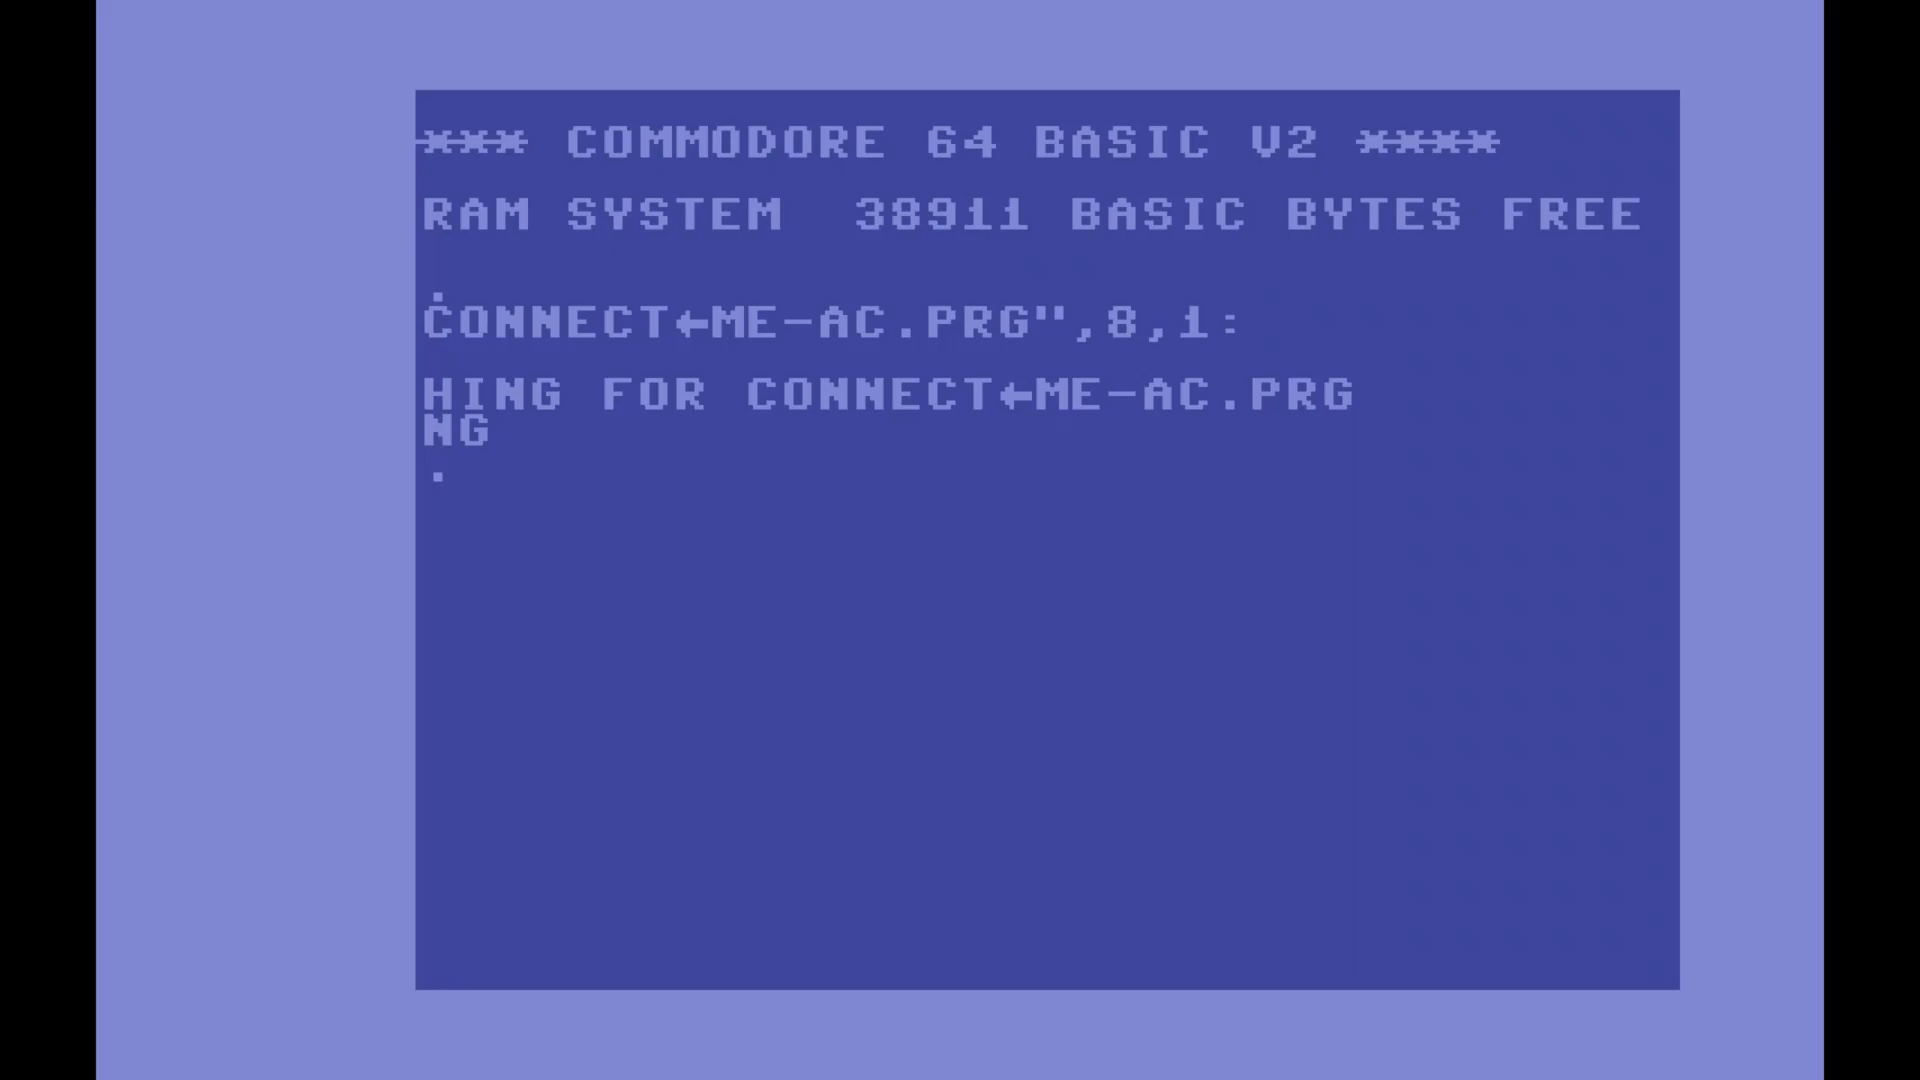 *** COMMODORE 64 BASIC V2 ****
RAM SYSTEM  38911 BASIC BYTES FREE
.
CONNECT←ME-AC.PRG",8,1:
HING FOR CONNECT←ME-AC.PRG
NG
.